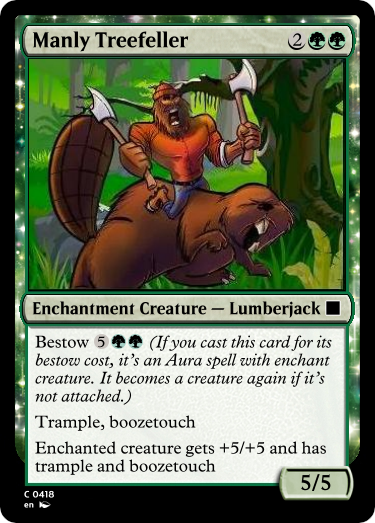 Manly Treefeller 2
Enchantment Creature — Lumberjack
Bestow 5 (If you cast this card for its
bestow cost, it's an Aura spell with enchant
creature. It becomes a creature again if it's
not attached.)
Trample, boozetouch
Enchanted creature gets +5/+5 and has
trample and boozetouch
5/5
C 0418
en